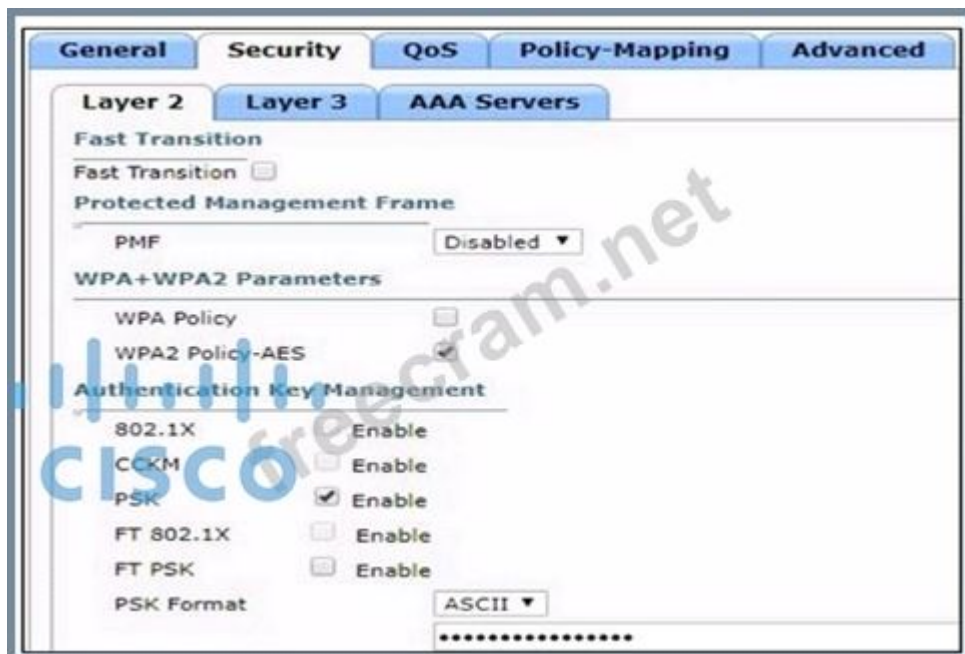 General Security QoS Policy-Mapping Advanced
Layer 2 Layer 3 AAA Servers
Fast Transition
Fast Transition
Protected Management Frame
PMF Disabled
WPA+WPA2 Parameters
WPA Policy
WPA2 Policy-AES
Authentication Key Management
802.1X Enable
CCKM Enable
PSK Enable
FT 802.1X Enable
FT PSK Enable
PSK Format ASCII
••••••••••••••••
freecram.net
CISCO